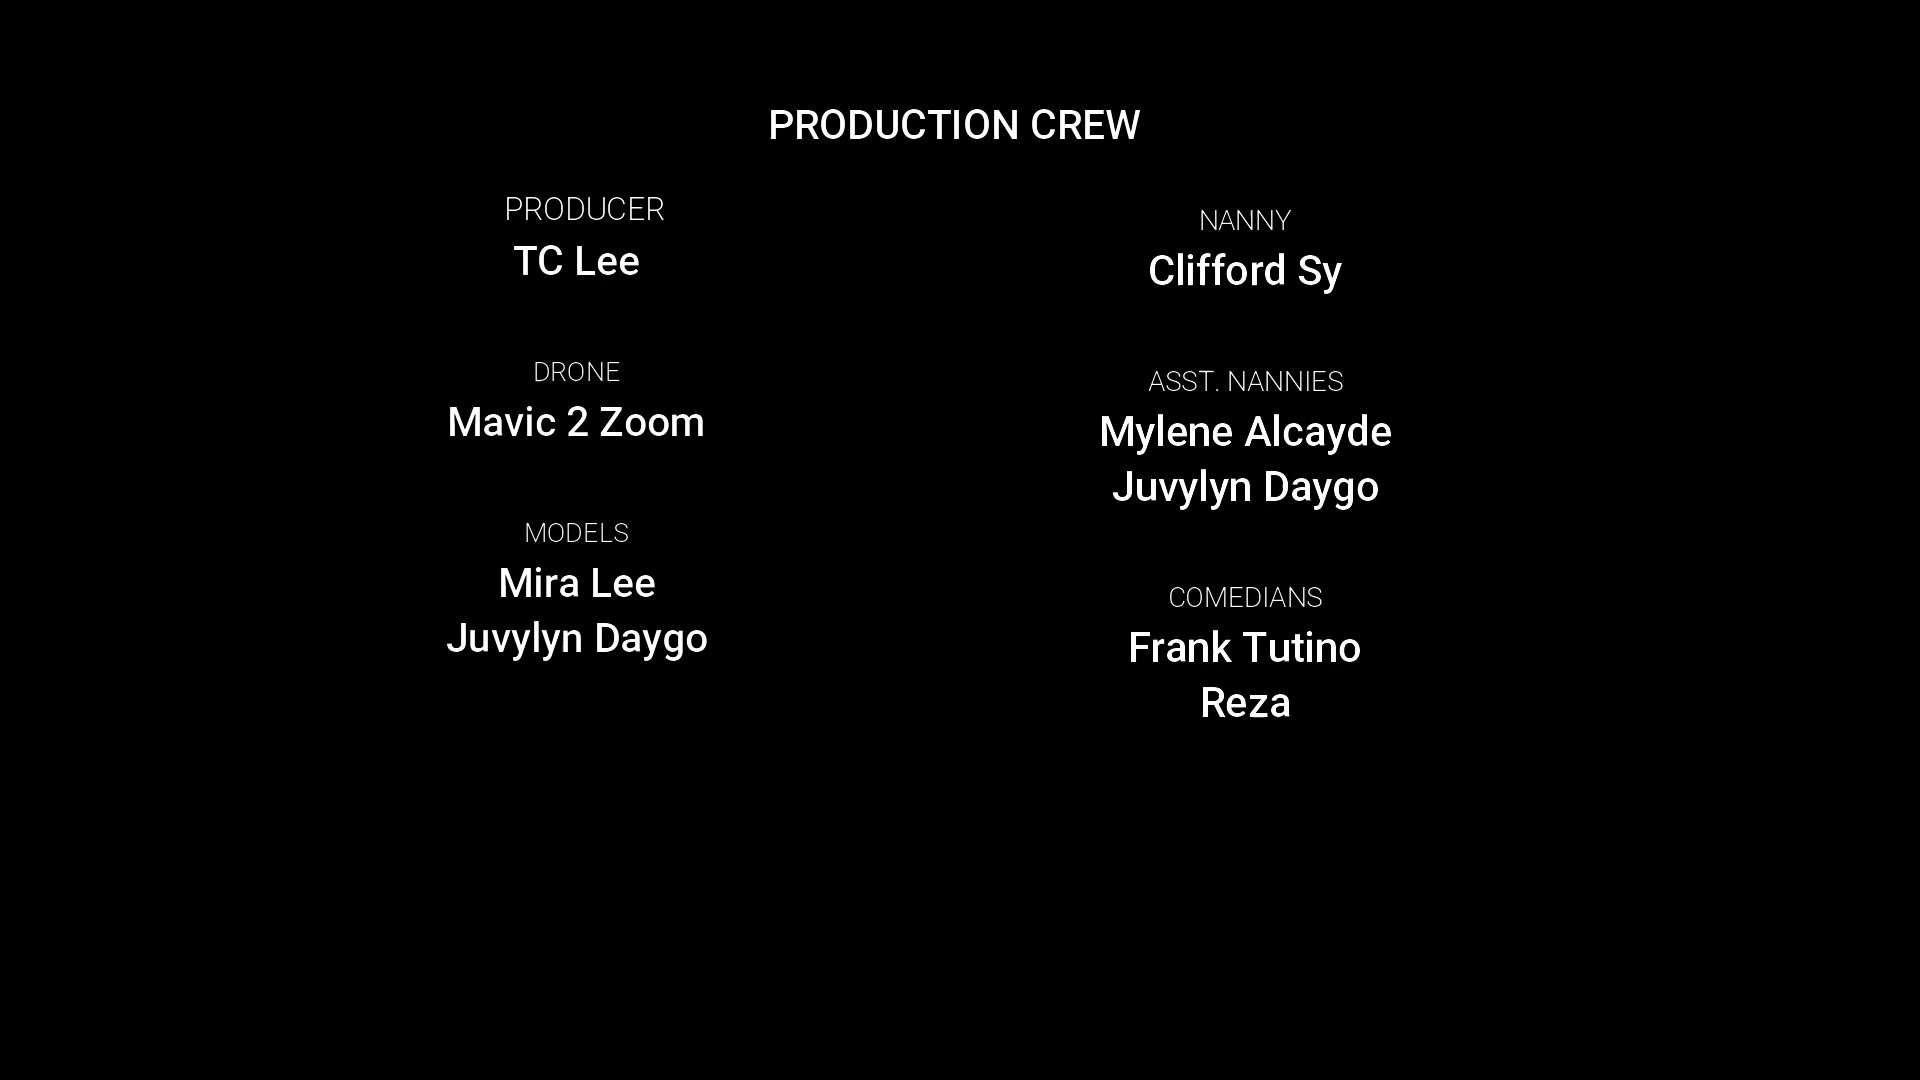 PRODUCTION CREW
PRODUCER
TC Lee
DRONE
Mavic 2 Zoom
MODELS
Mira Lee
Juvylyn Daygo
NANNY
Clifford Sy
ASST. NANNIES
Mylene Alcayde
Juvylyn Daygo
COMEDIANS
Frank Tutino
Reza